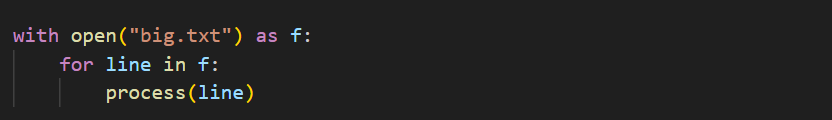 with open("big.txt") as f:
    for line in f:
        process(line)